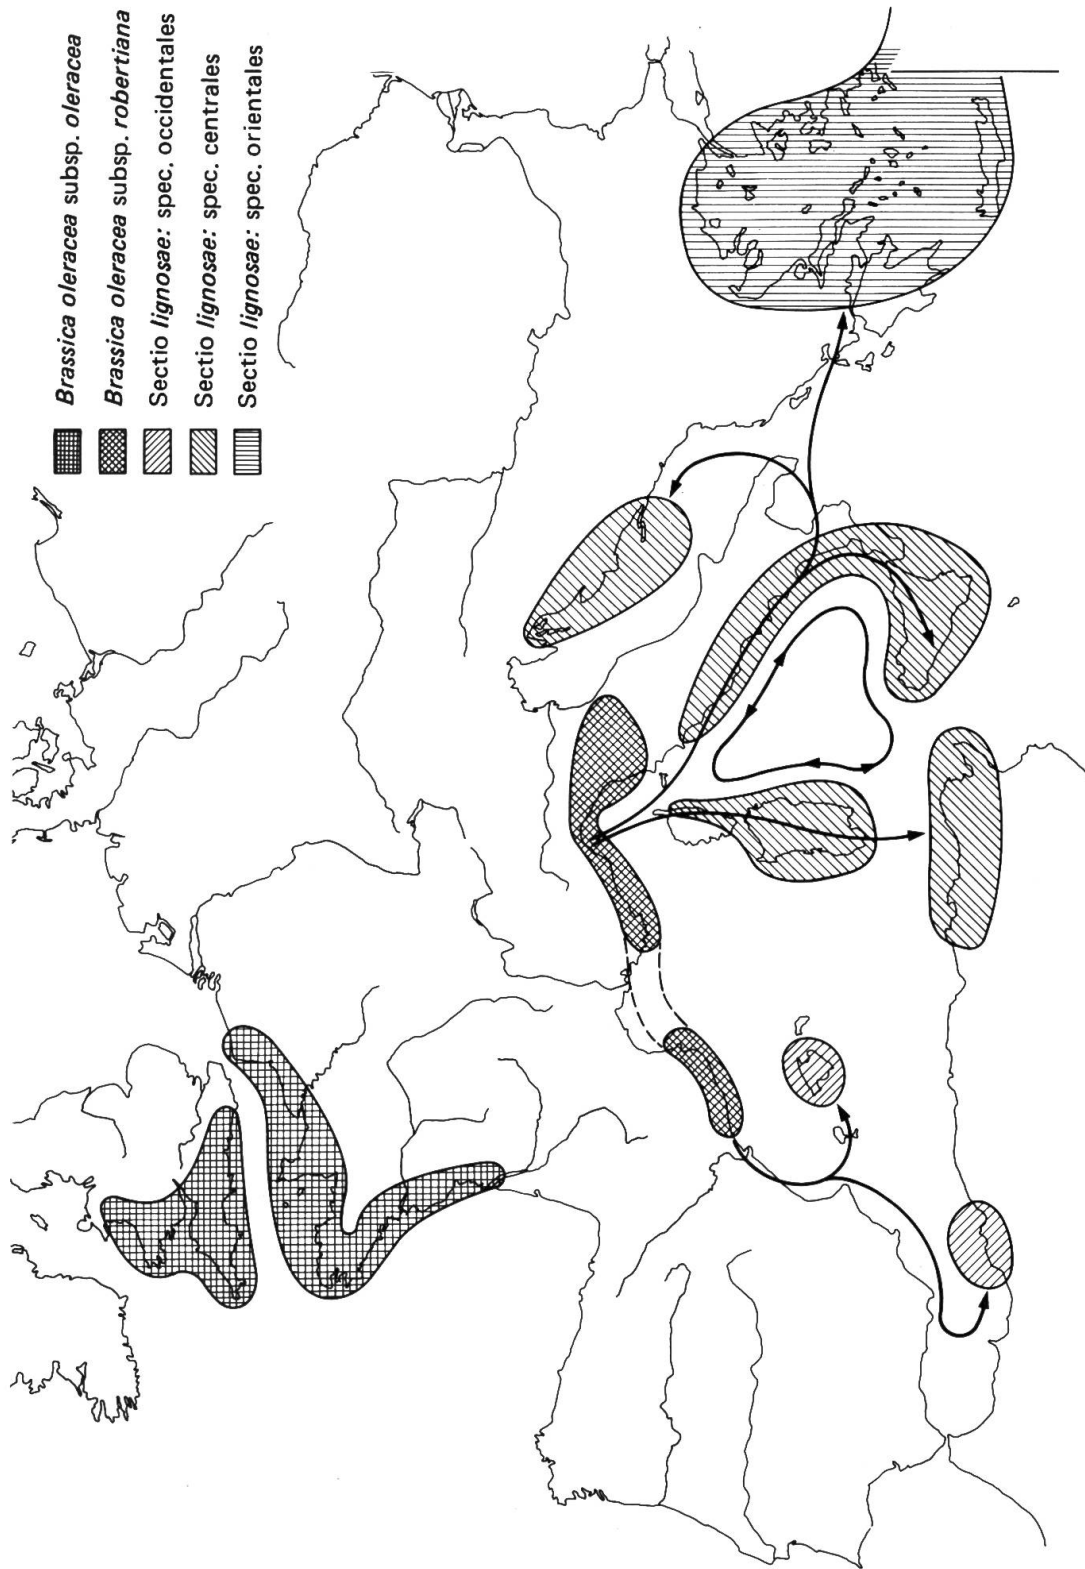 Brassica oleracea subsp. oleracea
Brassica oleracea subsp. robertiana
Sectio lignosae: spec. occidentales
Sectio lignosae: spec. centrales
Sectio lignosae: spec. orientales